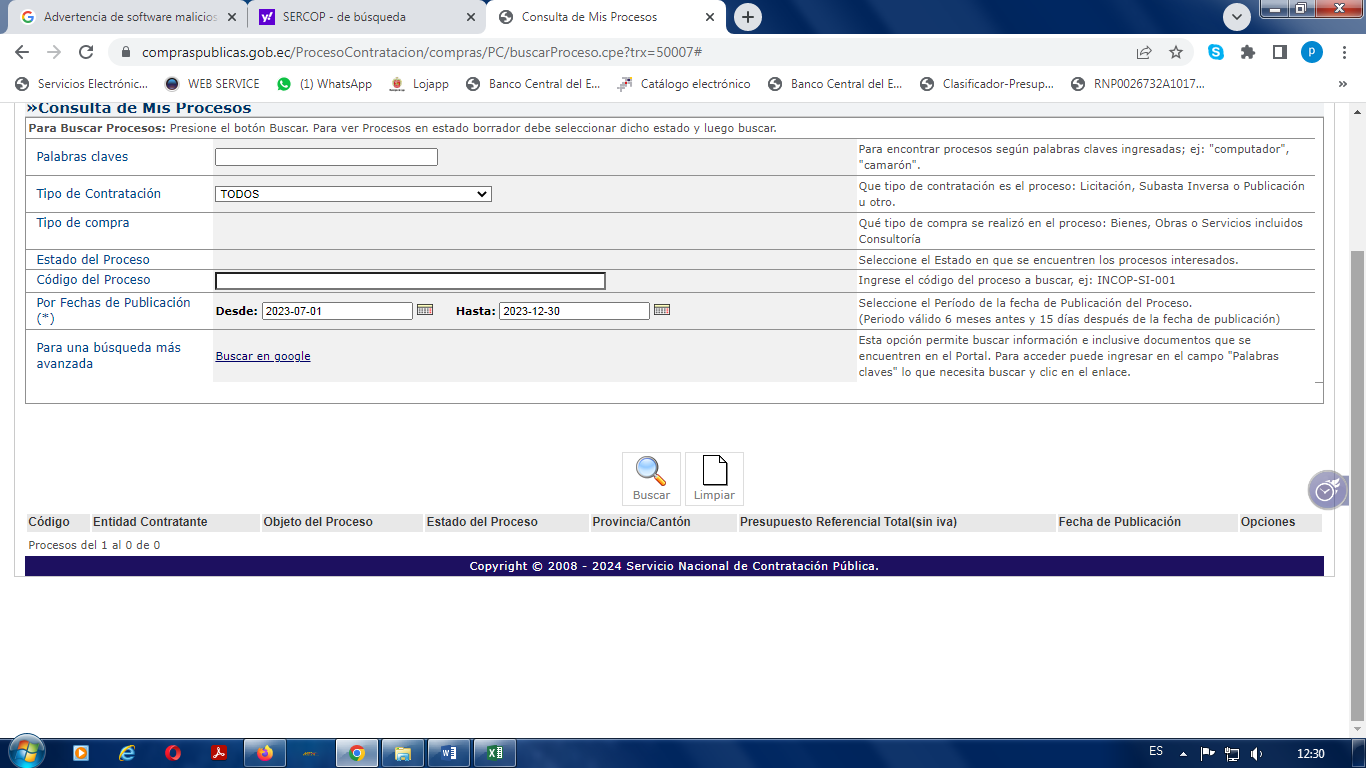 Advertencia de software malicios
SERCOP - de búsqueda
Consulta de Mis Procesos
compraspublicas.gob.ec/ProcesoContratacion/compras/PC/buscarProceso.cpe?trx=50007#
P
Servicios Electrónic...
WEB SERVICE
(1) WhatsApp
Lojapp
Banco Central del E...
Catálogo electrónico
Banco Central del E...
Clasificador-Presup...
RNP0026732A1017...
»
»Consulta de Mis Procesos
Para Buscar Procesos: Presione el botón Buscar. Para ver Procesos en estado borrador debe seleccionar dicho estado y luego buscar.
Palabras claves
Para encontrar procesos según palabras claves ingresadas; ej: "computador",
"camarón".
Tipo de Contratación
TODOS
Que tipo de contratación es el proceso: Licitación, Subasta Inversa o Publicación
u otro.
Tipo de compra
Qué tipo de compra se realizó en el proceso: Bienes, Obras o Servicios incluidos
Consultoría
Estado del Proceso
Seleccione el Estado en que se encuentren los procesos interesados.
Código del Proceso
Ingrese el código del proceso a buscar, ej: INCOP-SI-001
Por Fechas de Publicación
(*)
Desde: 2023-07-01
Hasta: 2023-12-30
Seleccione el Período de la fecha de Publicación del Proceso.
(Periodo válido 6 meses antes y 15 días después de la fecha de publicación)
Para una búsqueda más
avanzada
Buscar en google
Esta opción permite buscar información e inclusive documentos que se
encuentren en el Portal. Para acceder puede ingresar en el campo "Palabras
claves" lo que necesita buscar y clic en el enlace.
Buscar
Limpiar
Código
Entidad Contratante
Objeto del Proceso
Estado del Proceso
Provincia/Cantón
Presupuesto Referencial Total(sin iva)
Fecha de Publicación
Opciones
Procesos del 1 al 0 de 0
Copyright © 2008 - 2024 Servicio Nacional de Contratación Pública.
ES
12:30